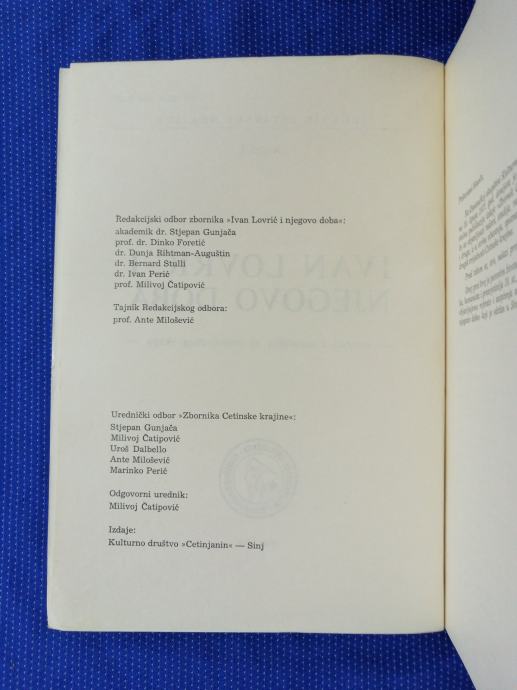 Redakcijski odbor zbornika »Ivan Lovrić i njegovo doba«:
akademik dr. Stjepan Gunjača
prof. dr. Dinko Foretić
dr. Dunja Rihtman-Auguštin
dr. Bernard Stulli
dr. Ivan Perić
prof. Milivoj Čatipović
Tajnik Redakcijskog odbora:
prof. Ante Milošević
Urednički odbor »Zbornika Cetinske krajine«:
Stjepan Gunjača
Milivoj Čatipović
Uroš Dalbello
Ante Milošević
Marinko Perić
Odgovorni urednik:
Milivoj Čatipović
Izdaje:
Kulturno društvo »Cetinjanin« — Sinj